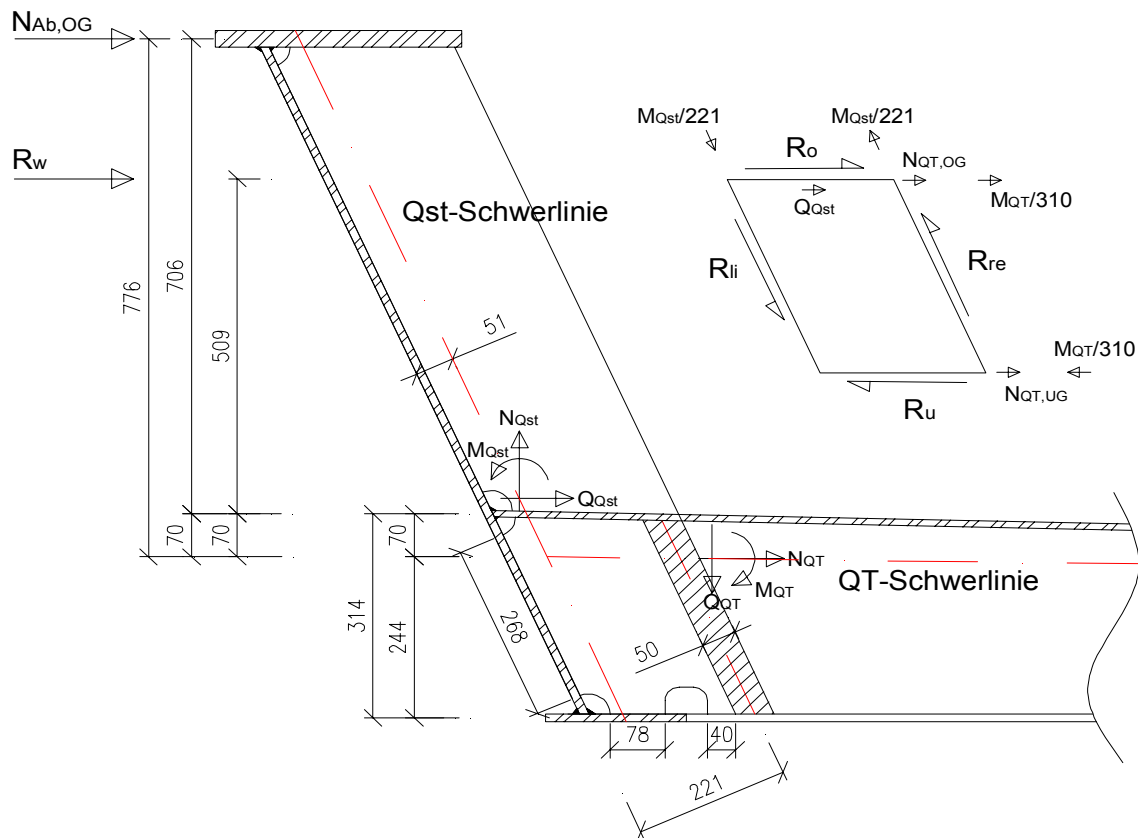 NAb,OG
Rw
776
706
509
70
70
Qst-Schwerlinie
51
MQst/221
MQst/221
Ro
NQT,OG
QQst
MQT/310
Rli
Rre
MQT/310
NQT,UG
Ru
NQst
MQst
QQst
314
70
244
268
NQT
MQT
QQT
QT-Schwerlinie
50
78
40
221